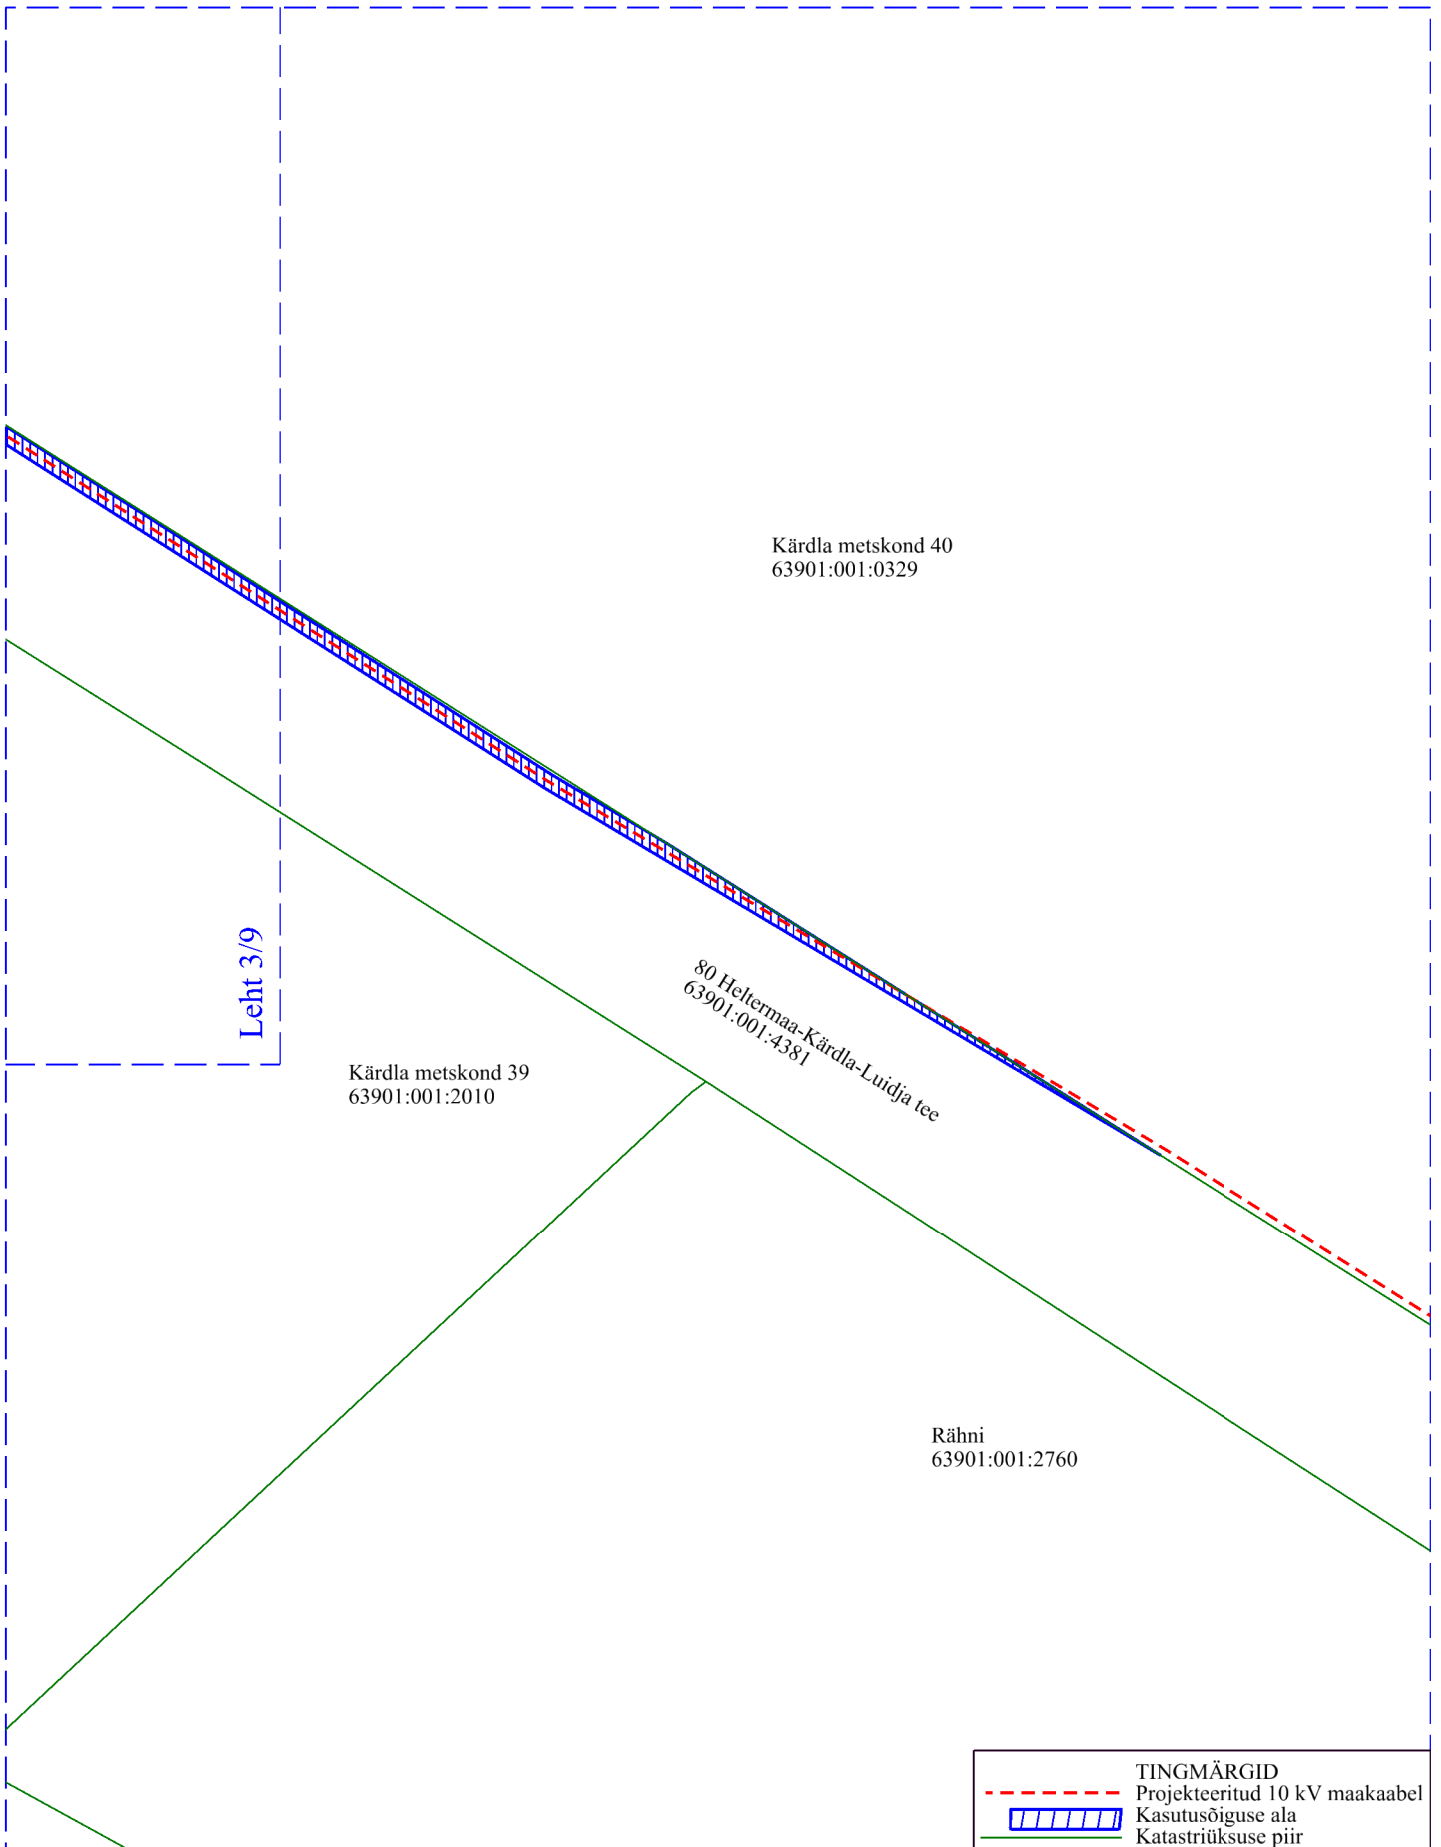 Kärdla metskond 40
63901:001:0329
Leht 3/9
80 Heltermaa-Kärdla-Luidja tee
63901:001:4381
Kärdla metskond 39
63901:001:2010
Rähni
63901:001:2760
TINGMÄRGID
Projekteeritud 10 kV maakaabel
Kasutusõiguse ala
Katastriüksuse piir